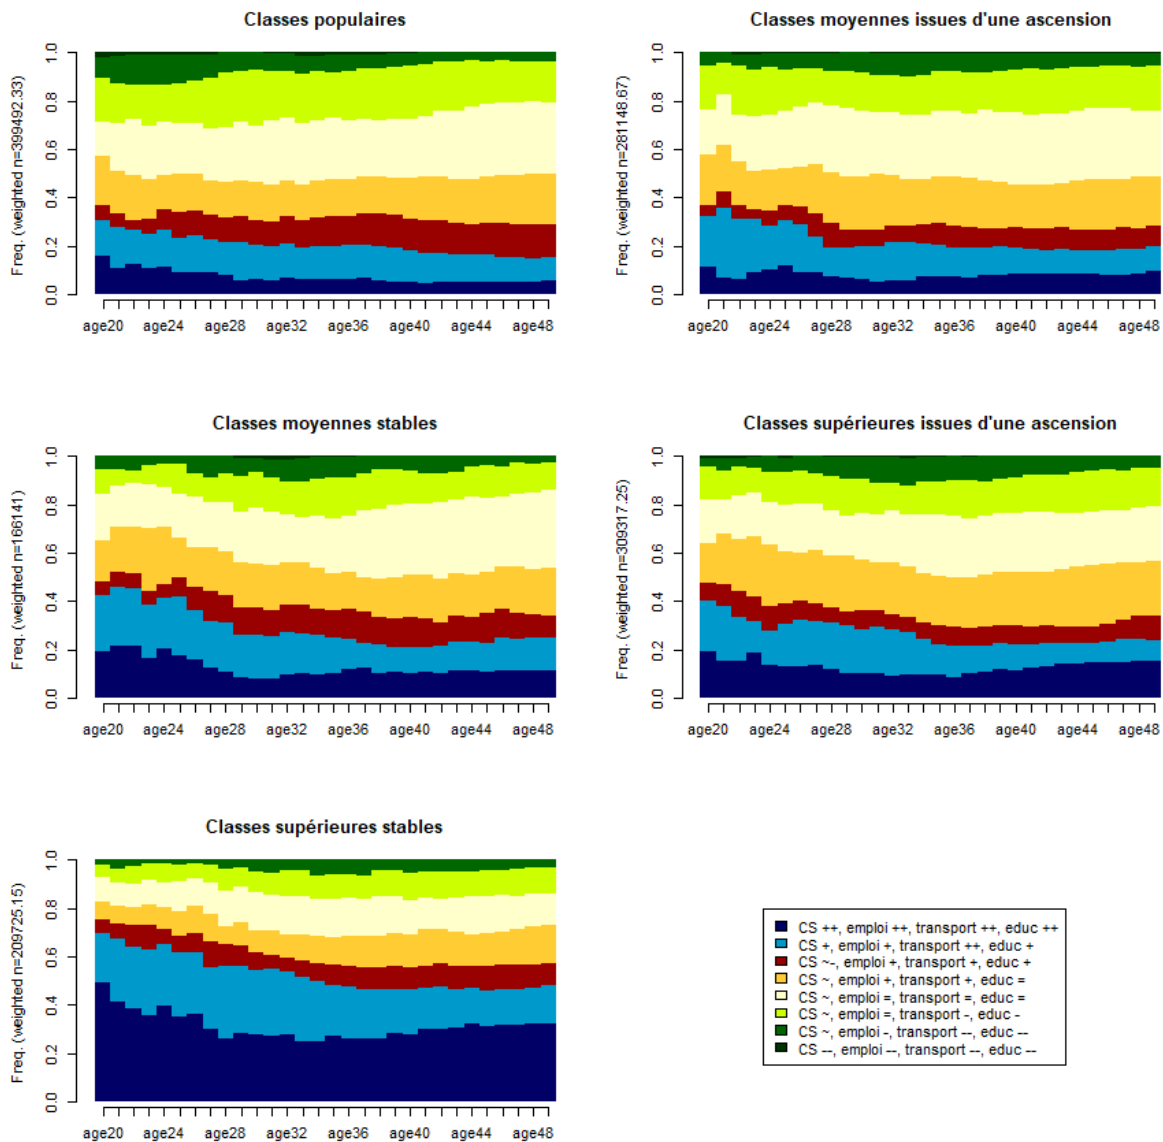 Classes populaires
Freq. (weighted n=399492.33)
0.0 0.2 0.4 0.6 0.8 1.0
age20 age24 age28 age32 age36 age40 age44 age48
Classes moyennes issues d'une ascension
Freq. (weighted n=281148.67)
0.0 0.2 0.4 0.6 0.8 1.0
age20 age24 age28 age32 age36 age40 age44 age48
Classes moyennes stables
Freq. (weighted n=166141)
0.0 0.2 0.4 0.6 0.8 1.0
age20 age24 age28 age32 age36 age40 age44 age48
Classes supérieures issues d'une ascension
Freq. (weighted n=309317.25)
0.0 0.2 0.4 0.6 0.8 1.0
age20 age24 age28 age32 age36 age40 age44 age48
Classes supérieures stables
Freq. (weighted n=209725.15)
0.0 0.2 0.4 0.6 0.8 1.0
age20 age24 age28 age32 age36 age40 age44 age48
CS ++, emploi ++, transport ++, educ ++
CS +, emploi +, transport ++, educ +
CS ~-, emploi +, transport +, educ +
CS ~, emploi +, transport +, educ =
CS ~, emploi =, transport =, educ =
CS ~, emploi =, transport -, educ -
CS ~, emploi -, transport --, educ --
CS --, emploi --, transport --, educ --